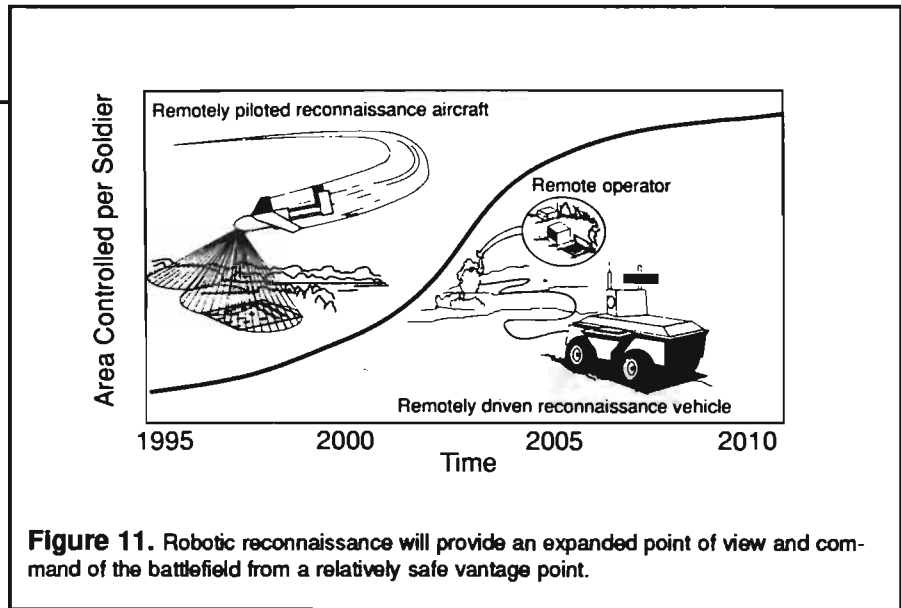 Area Controlled per Soldier
Remotely piloted reconnaissance aircraft
Remote operator
Remotely driven reconnaissance vehicle
1995 2000 2005 2010
Time
Figure 11. Robotic reconnaissance will provide an expanded point of view and com-
mand of the battlefield from a relatively safe vantage point.